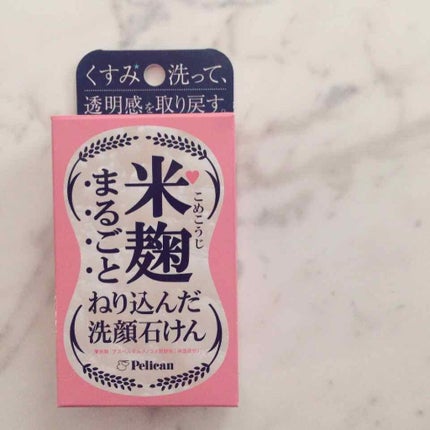 くすみ洗って、
透明感を取り戻す。
米麹
こめこうじ
まるごと
ねり込んだ
洗顔石けん
Pelican